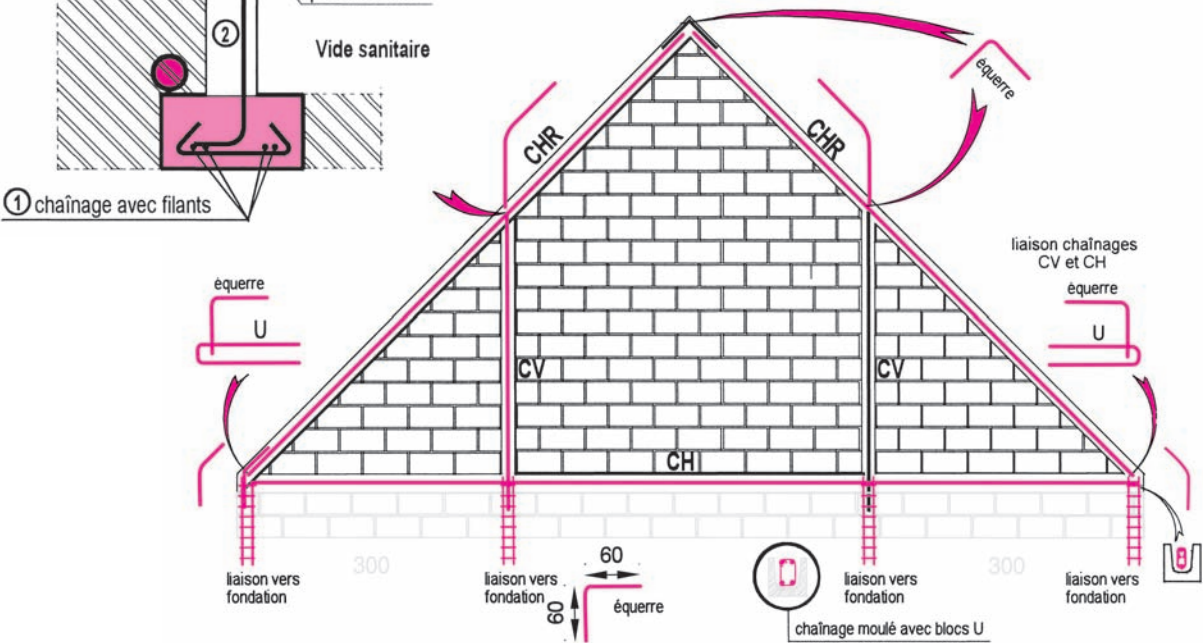 ②
Vide sanitaire
① chaînage avec filants
équerre
CHR
CHR
liaison chaînages
CV et CH
équerre
équerre
U
U
CV
CV
CH
300
300
60
60
équerre
liaison vers
fondation
liaison vers
fondation
liaison vers
fondation
liaison vers
fondation
chaînage moulé avec blocs U